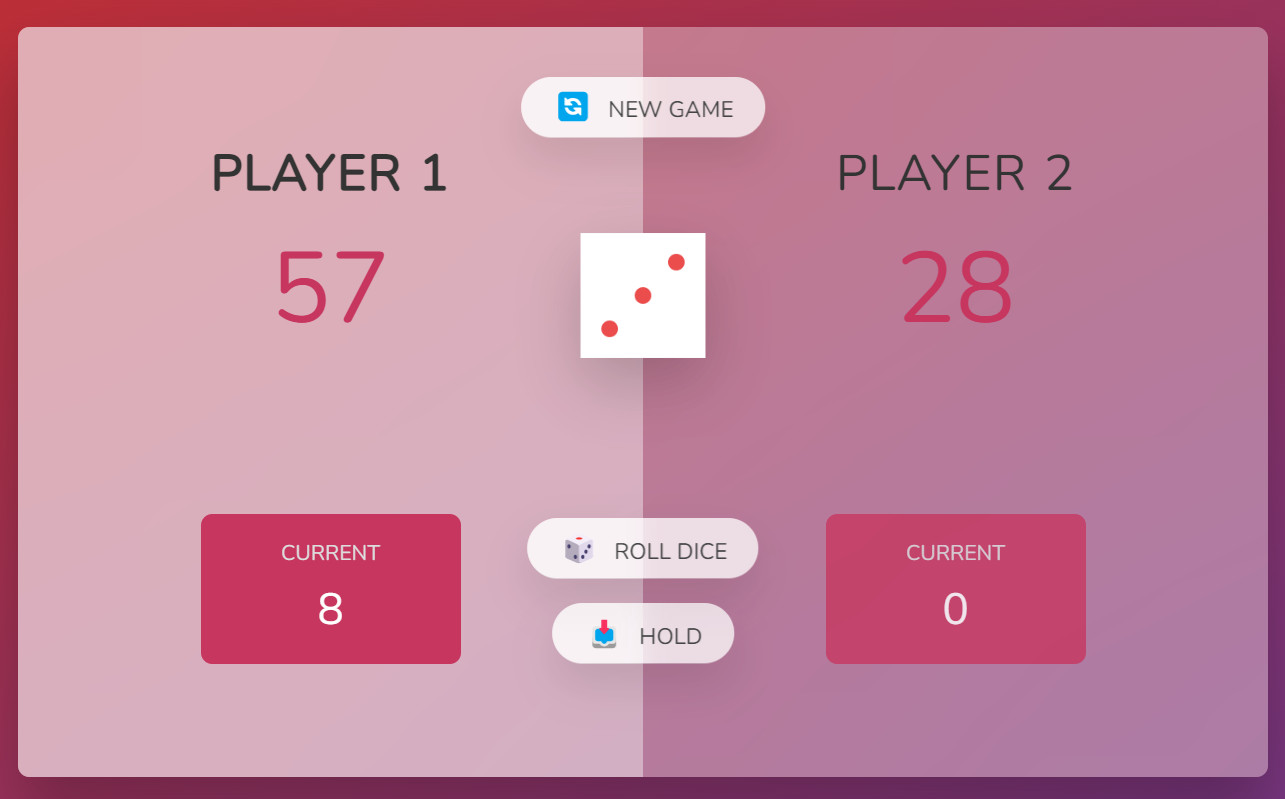 NEW GAME
PLAYER 1
57
PLAYER 2
28
CURRENT
8
ROLL DICE
HOLD
CURRENT
0